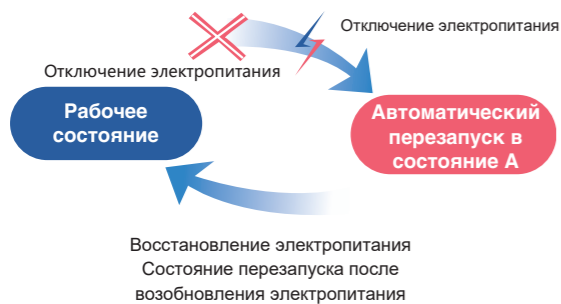 Отключение электропитания
Отключение электропитания
Рабочее
состояние
Автоматический
перезапуск в
состояние А
Восстановление электропитания
Состояние перезапуска после
возобновления электропитания